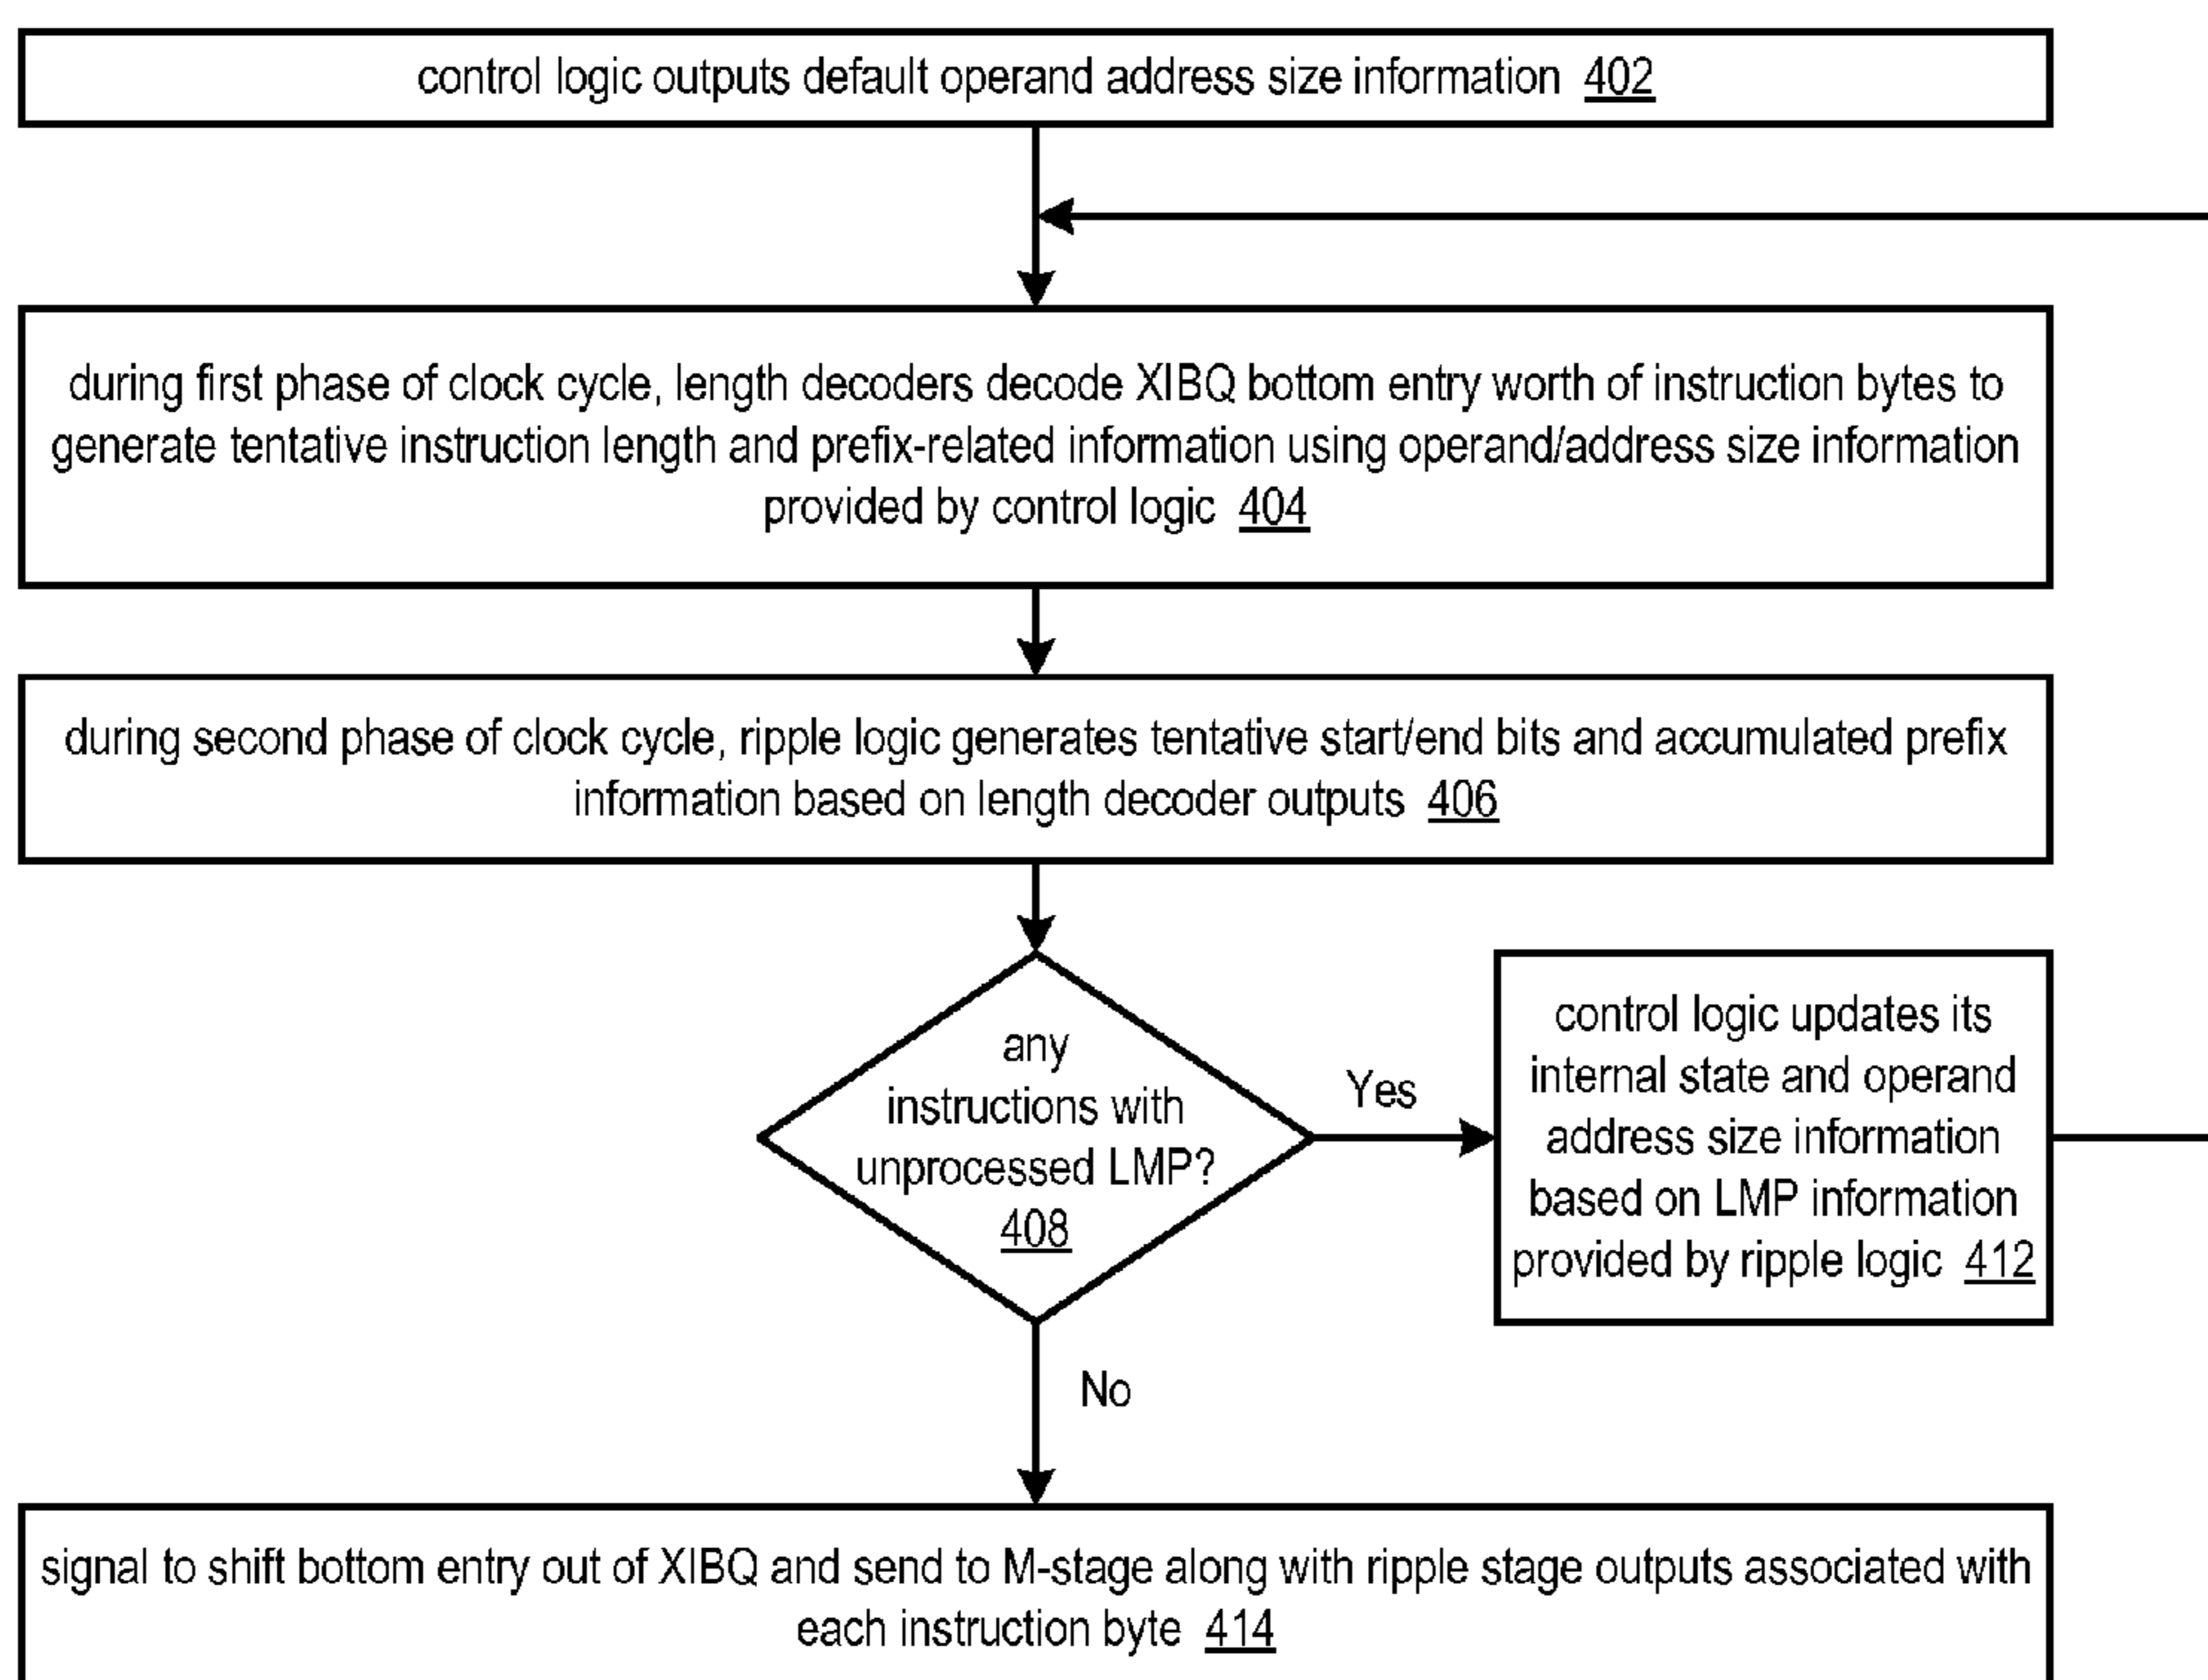 control logic outputs default operand address size information 402
during first phase of clock cycle, length decoders decode XIBQ bottom entry worth of instruction bytes to
generate tentative instruction length and prefix-related information using operand/address size information
provided by control logic 404
during second phase of clock cycle, ripple logic generates tentative start/end bits and accumulated prefix
information based on length decoder outputs 406
any
instructions with
unprocessed LMP?
408
Yes
control logic updates its
internal state and operand
address size information
based on LMP information
provided by ripple logic 412
No
signal to shift bottom entry out of XIBQ and send to M-stage along with ripple stage outputs associated with
each instruction byte 414